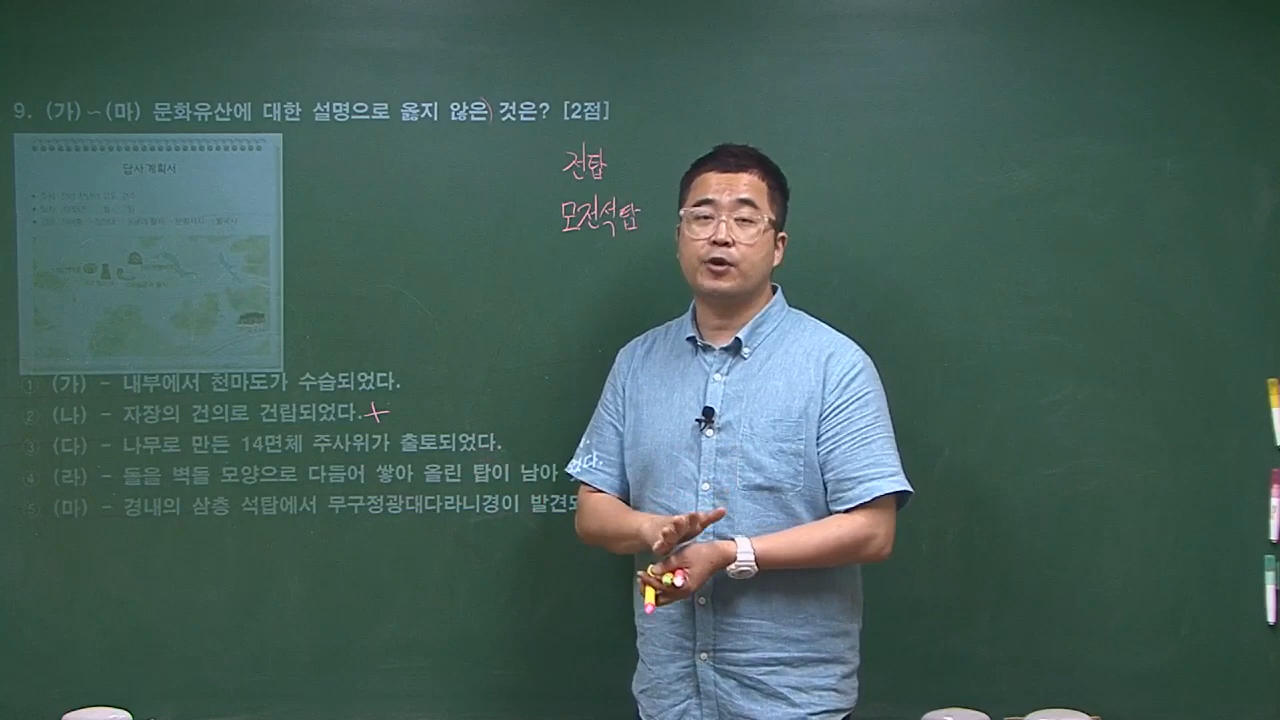 9. (가)~(마) 문화유산에 대한 설명으로 옳지 않은 것은? [2점]
답사계획서
전탑
모전석탑
① (가) - 내부에서 천마도가 수습되었다.
② (나) - 자장의 건의로 건립되었다.
③ (다) - 나무로 만든 14면체 주사위가 출토되었다.
④ (라) - 돌을 벽돌 모양으로 다듬어 쌓아 올린 탑이 남아 었다.
⑤ (마) - 경내의 삼층 석탑에서 무구정광대다라니경이 발견되